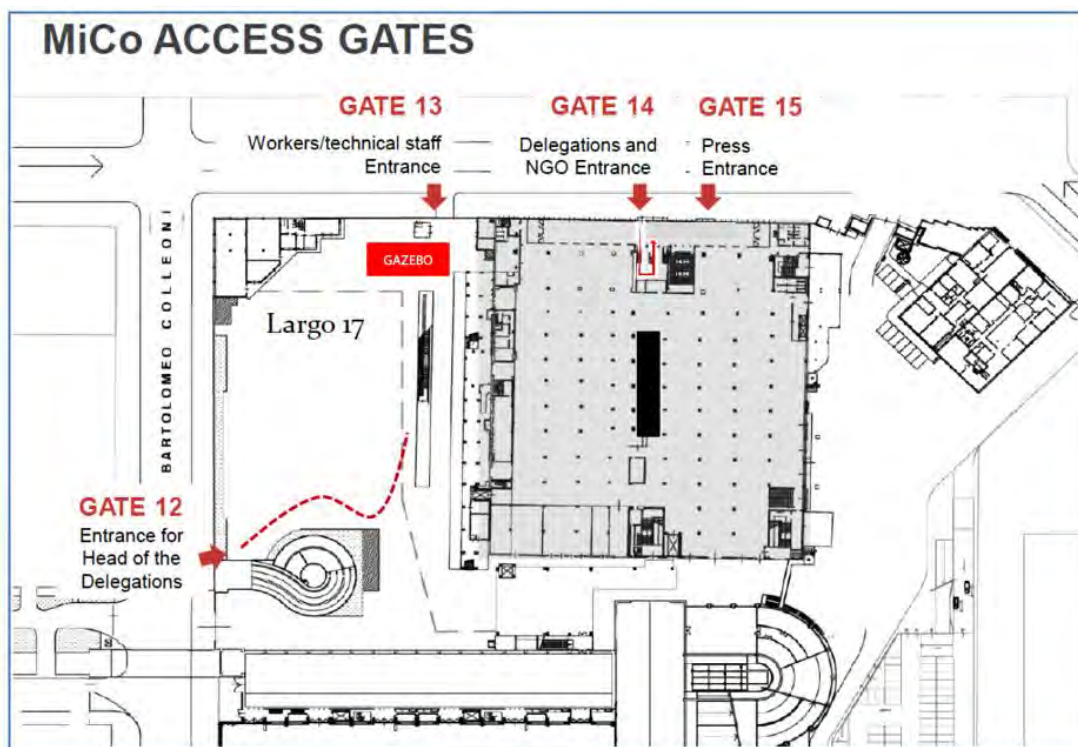 MiCo ACCESS GATES
GATE 13
Workers/technical staff
Entrance
GATE 14
Delegations and
NGO Entrance
GATE 15
Press
Entrance
GAZEBO
Largo 17
BARTOLOMEO COLLEONI
GATE 12
Entrance for
Head of the
Delegations